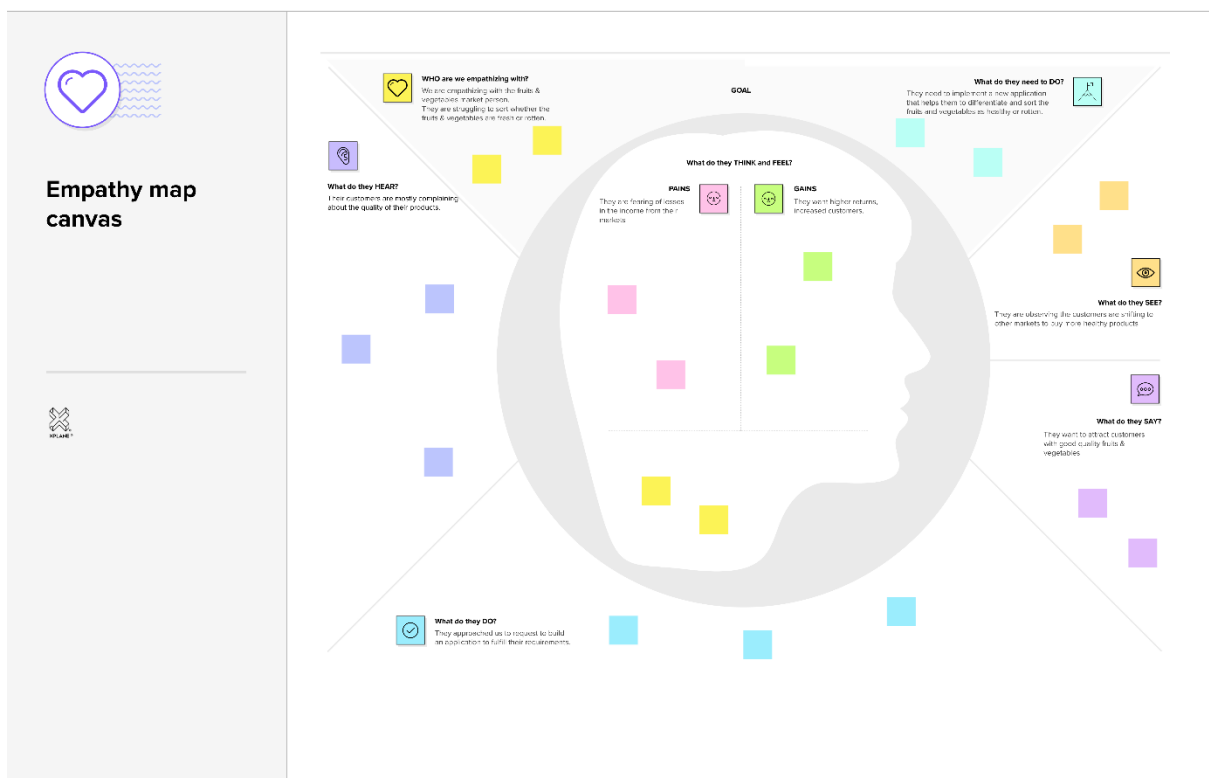 Empathy map
canvas
XPLANE
WHO are we empathizing with?
We are empathizing with the fruits &
vegetables market person.
They are struggling to sort whether the
fruits & vegetables are fresh or rotten.
GOAL
What do they need to DO?
They need to implement a new application
that helps them to differentiate and sort the
fruits and vegetables as healthy or rotten.
What do they HEAR?
Their customers are mostly complaining
about the quality of their products.
What do they THINK and FEEL?
PAINS
They are fearing of losses
in the income from their
markets
GAINS
They want higher returns,
increased customers.
What do they SEE?
They are observing the customers are shifting to
other markets to buy more healthy products
What do they SAY?
They want to attract customers
with good quality fruits &
vegetables
What do they DO?
They approached us to request to build
an application to fulfill their requirements.